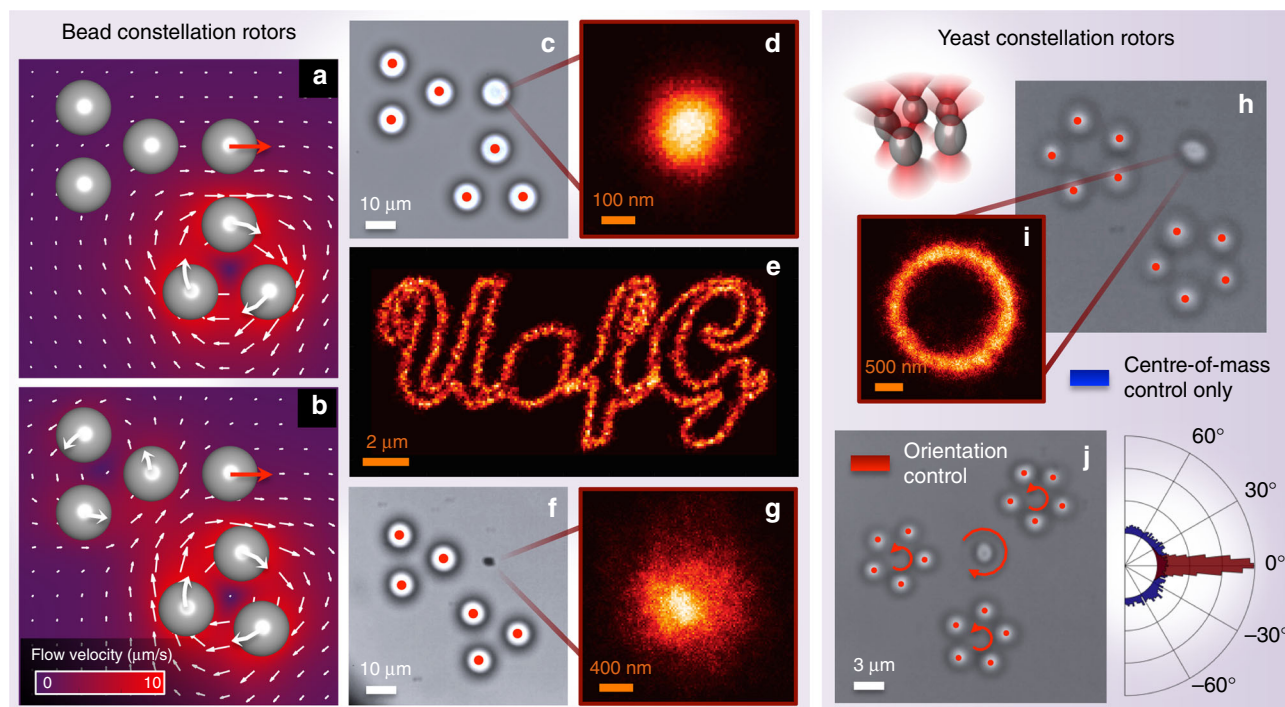 Bead constellation rotors
Yeast constellation rotors
a
b
Flow velocity (μm/s)
0
10
c
10 μm
d
100 nm
e
UofG
2 μm
f
10 μm
g
400 nm
h
i
500 nm
Centre-of-mass
control only
j
Orientation
control
3 μm
60°
30°
0°
–30°
–60°